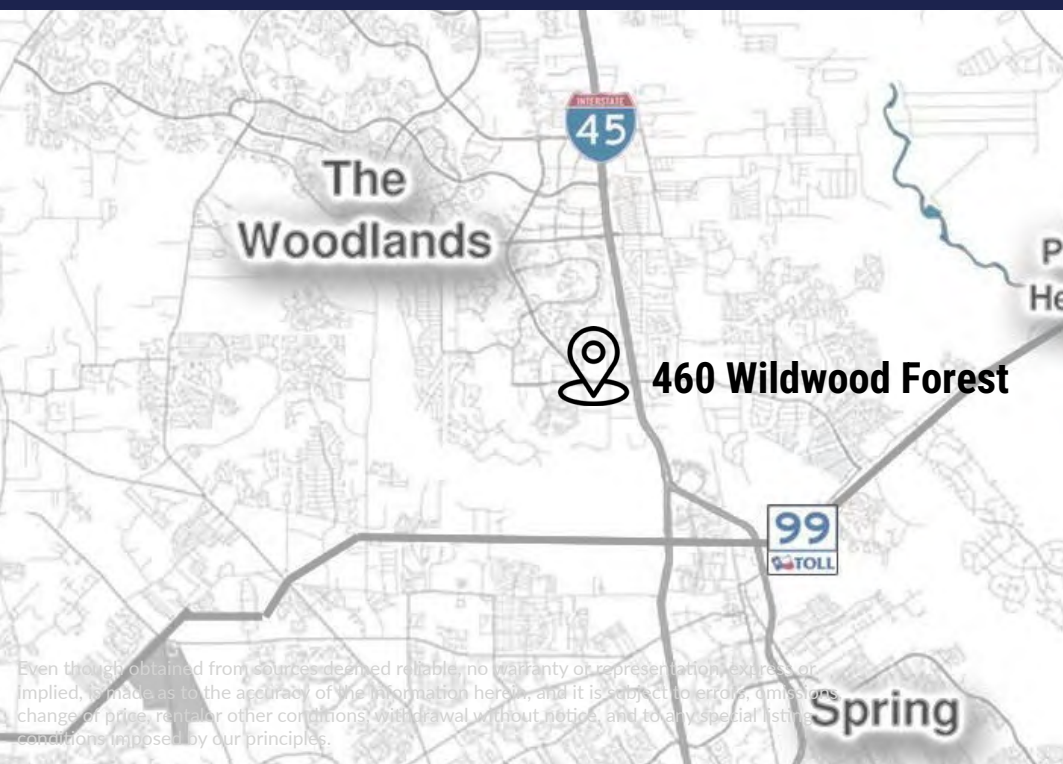 INTERSTATE
45
The
Woodlands
P
He
460 Wildwood Forest
99
TOLL
Even though obtained from sources deemed reliable, no warranty or representation, express or
implied, is made as to the accuracy of the information herein, and it is subject to errors, omissions,
change of price, rental or other conditions, withdrawal without notice, and to any special listing
conditions imposed by our principles.
Spring